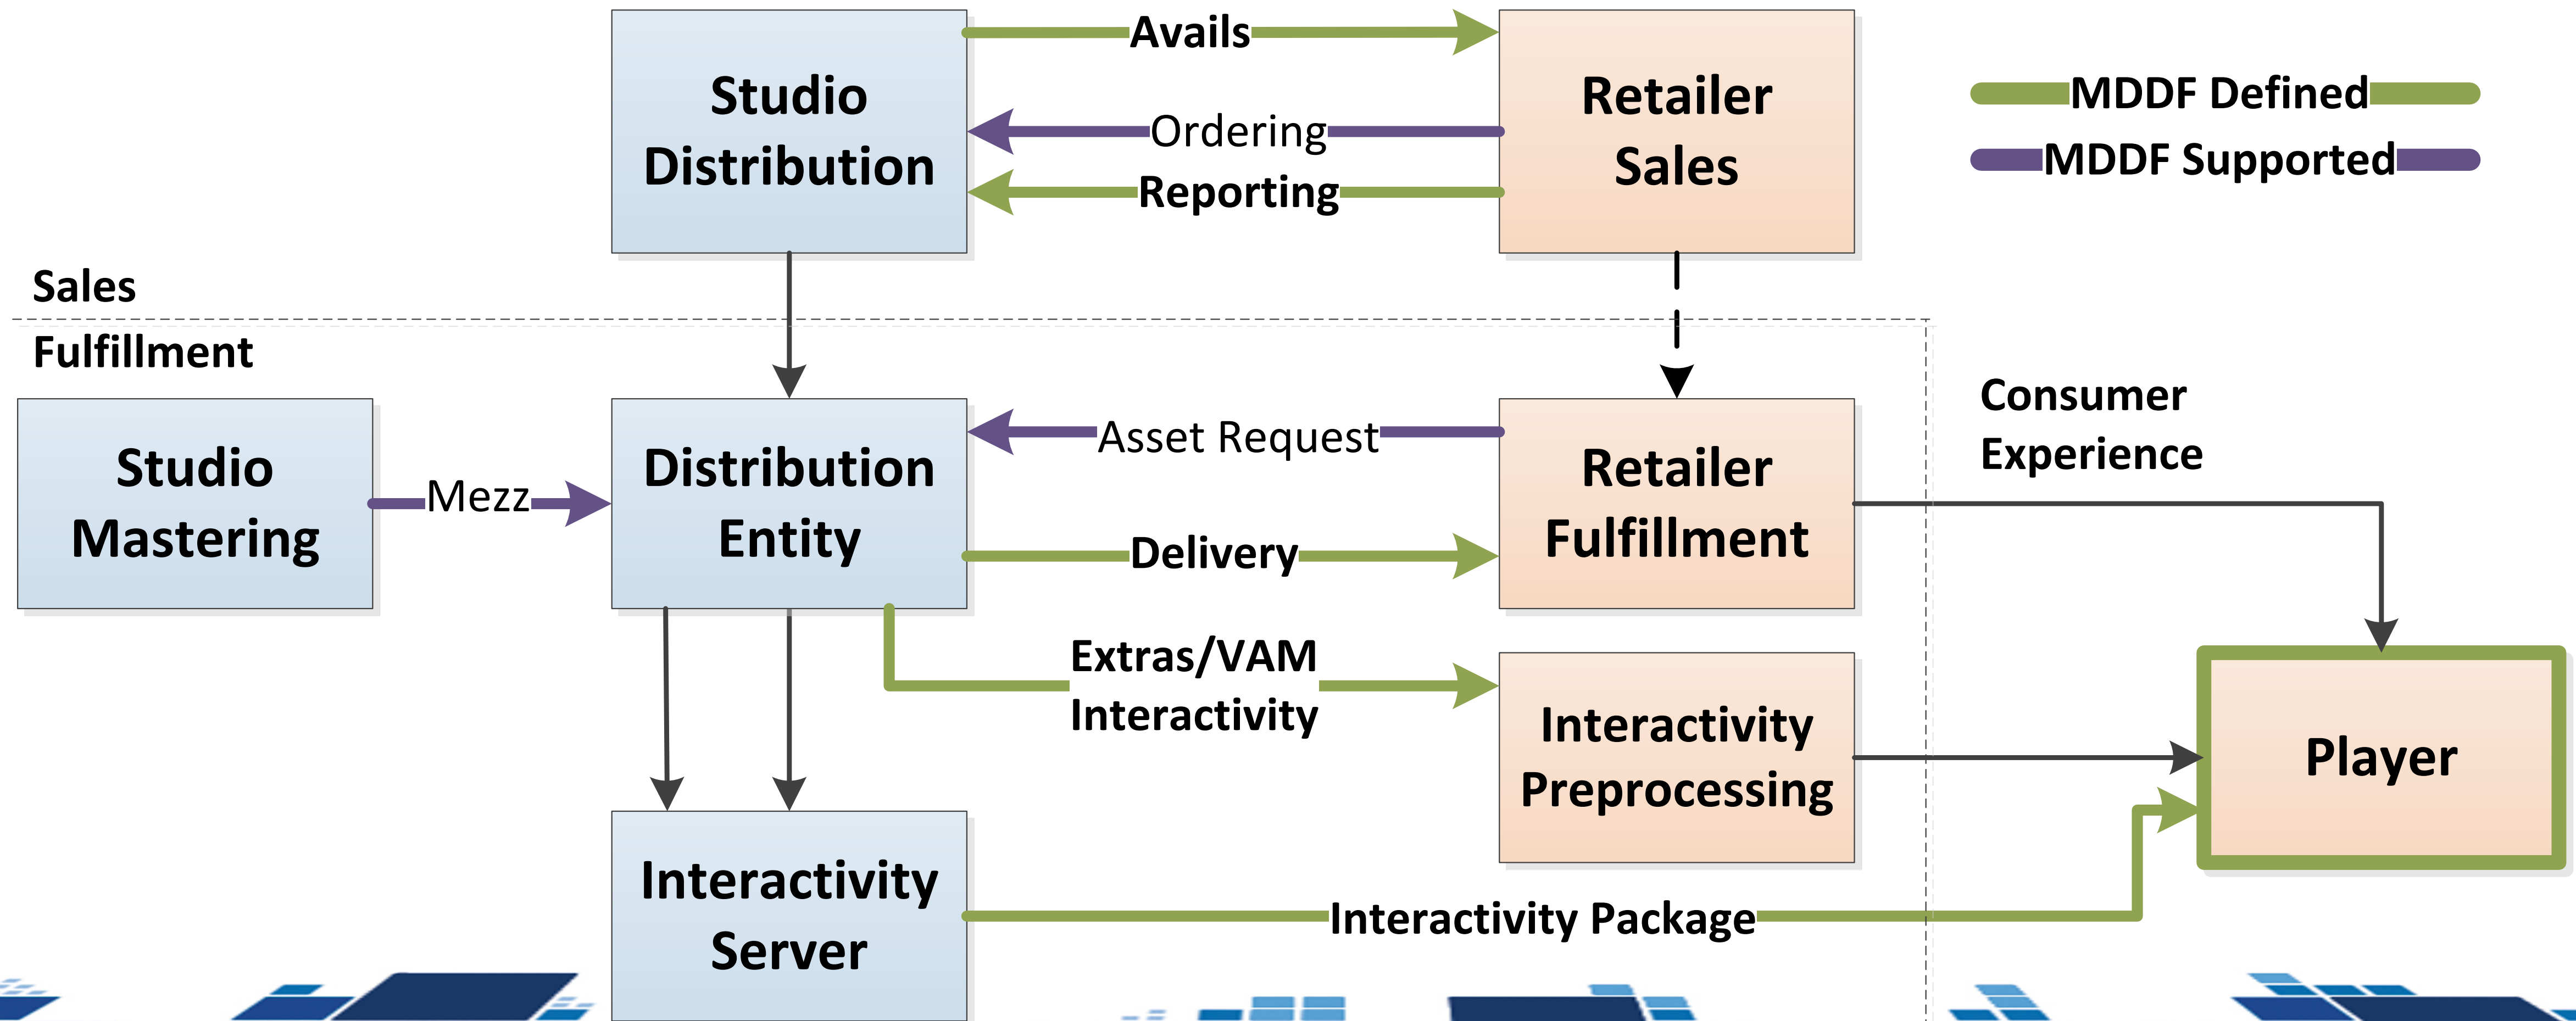 Avails
Studio
Distribution
Ordering
Reporting
Retailer
Sales
MDDF Defined
MDDF Supported
Sales
Fulfillment
Studio
Mastering
Mezz
Distribution
Entity
Asset Request
Delivery
Retailer
Fulfillment
Consumer
Experience
Extras/VAM
Interactivity
Interactivity
Preprocessing
Player
Interactivity
Server
Interactivity Package